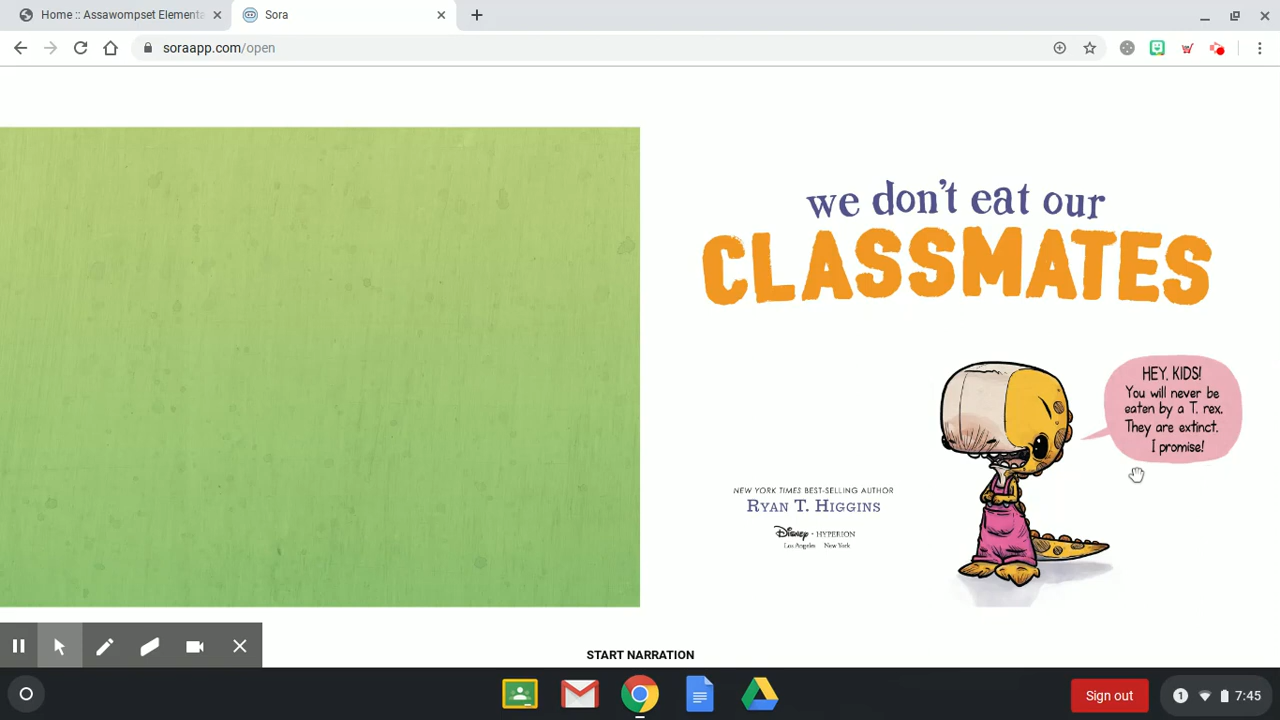 Home :: Assawompset Elementa
Sora
soraapp.com/open
we don't eat our
CLASSMATES
HEY, KIDS!
You will never be
eaten by a T. rex.
They are extinct.
I promise!
NEW YORK TIMES BEST-SELLING AUTHOR
RYAN T. HIGGINS
Disney • HYPERION
Los Angeles New York
START NARRATION
Sign out
1
7:45